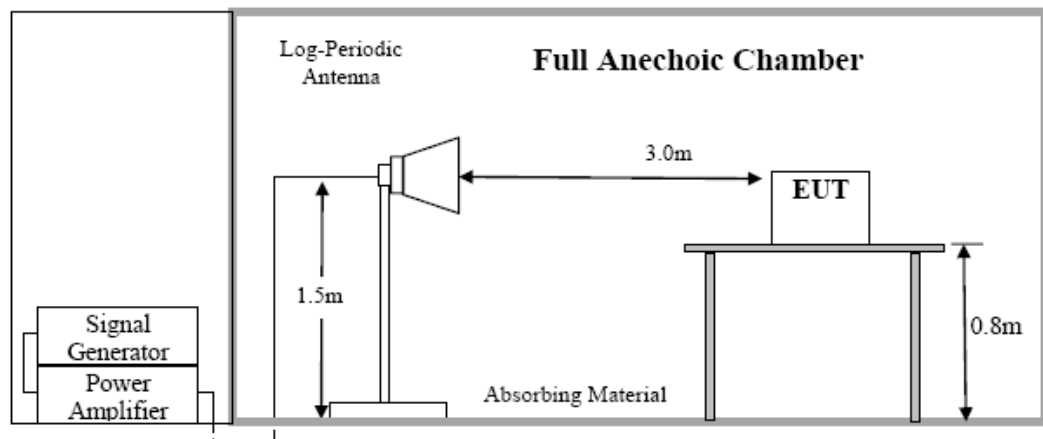 Log-Periodic
Antenna
Full Anechoic Chamber
3.0m
EUT
1.5m
0.8m
Signal
Generator
Power
Amplifier
Absorbing Material